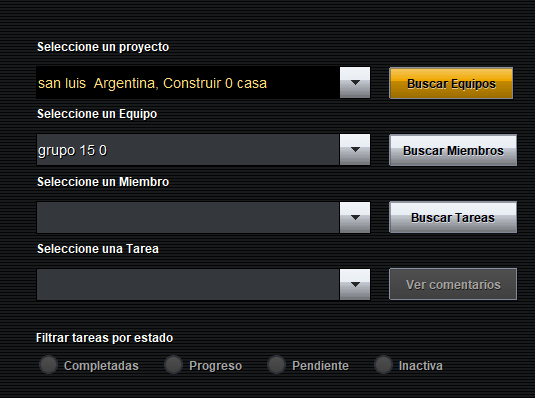 Seleccione un proyecto
san luis  Argentina, Construir 0 casa
Buscar Equipos
Seleccione un Equipo
grupo 15 0
Buscar Miembros
Seleccione un Miembro
Buscar Tareas
Seleccione una Tarea
Ver comentarios
Filtrar tareas por estado
Completadas Progreso Pendiente Inactiva